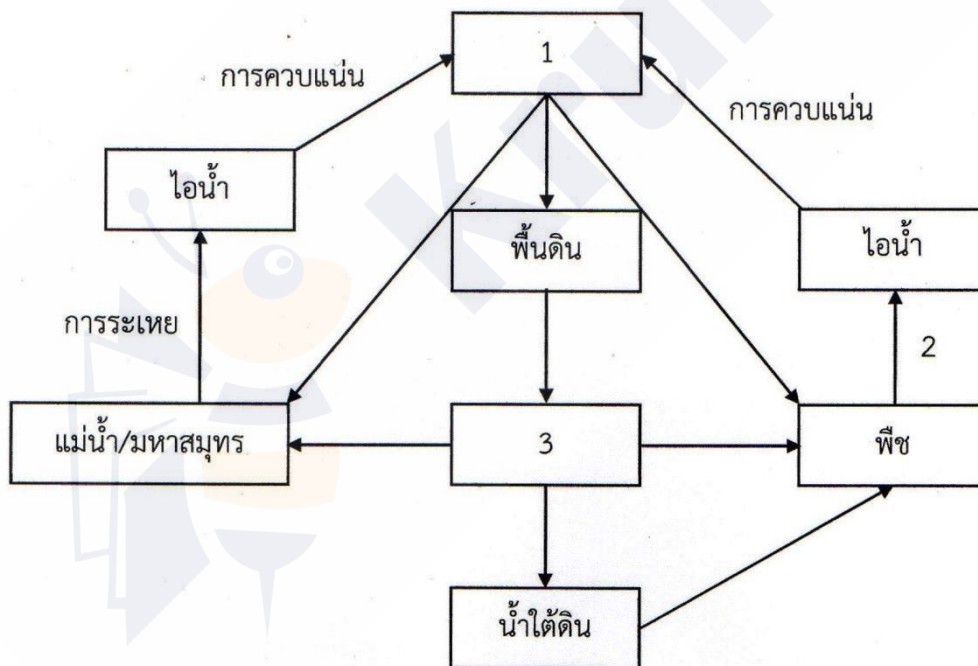 1
การควบแน่น
การควบแน่น
ไอน้ำ
พื้นดิน
ไอน้ำ
การระเหย
2
แม่น้ำ/มหาสมุทร
3
พืช
น้ำใต้ดิน
Kru